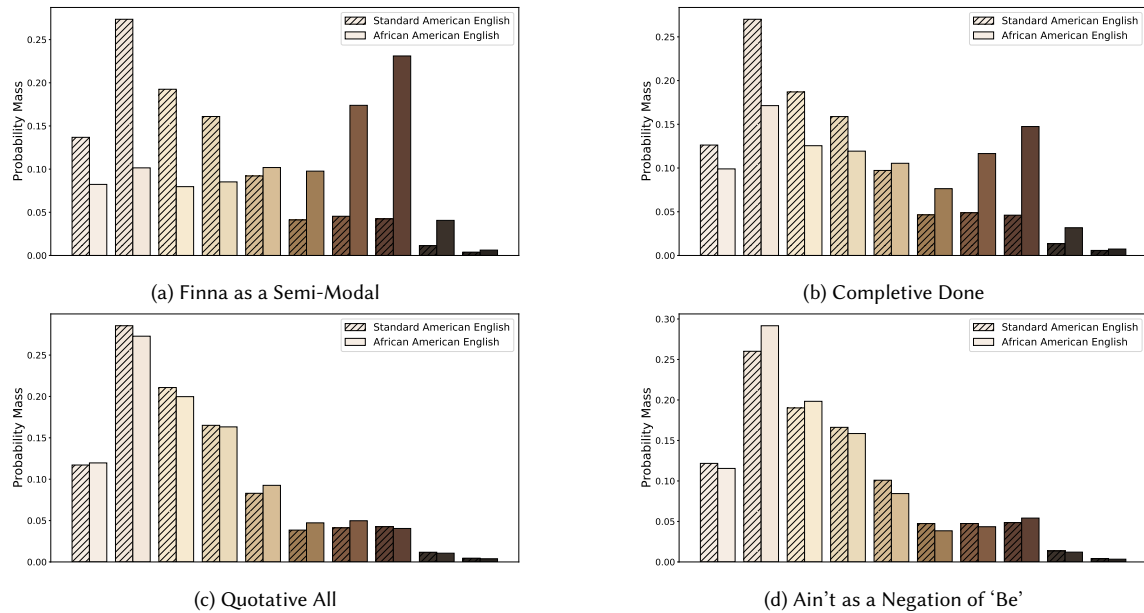 Standard American English
African American English
Probability Mass
0.25
0.20
0.15
0.10
0.05
0.00
(a) Finna as a Semi-Modal
Standard American English
African American English
Probability Mass
0.25
0.20
0.15
0.10
0.05
0.00
(b) Completive Done
Standard American English
African American English
Probability Mass
0.25
0.20
0.15
0.10
0.05
0.00
(c) Quotative All
Standard American English
African American English
Probability Mass
0.30
0.25
0.20
0.15
0.10
0.05
0.00
(d) Ain't as a Negation of 'Be'